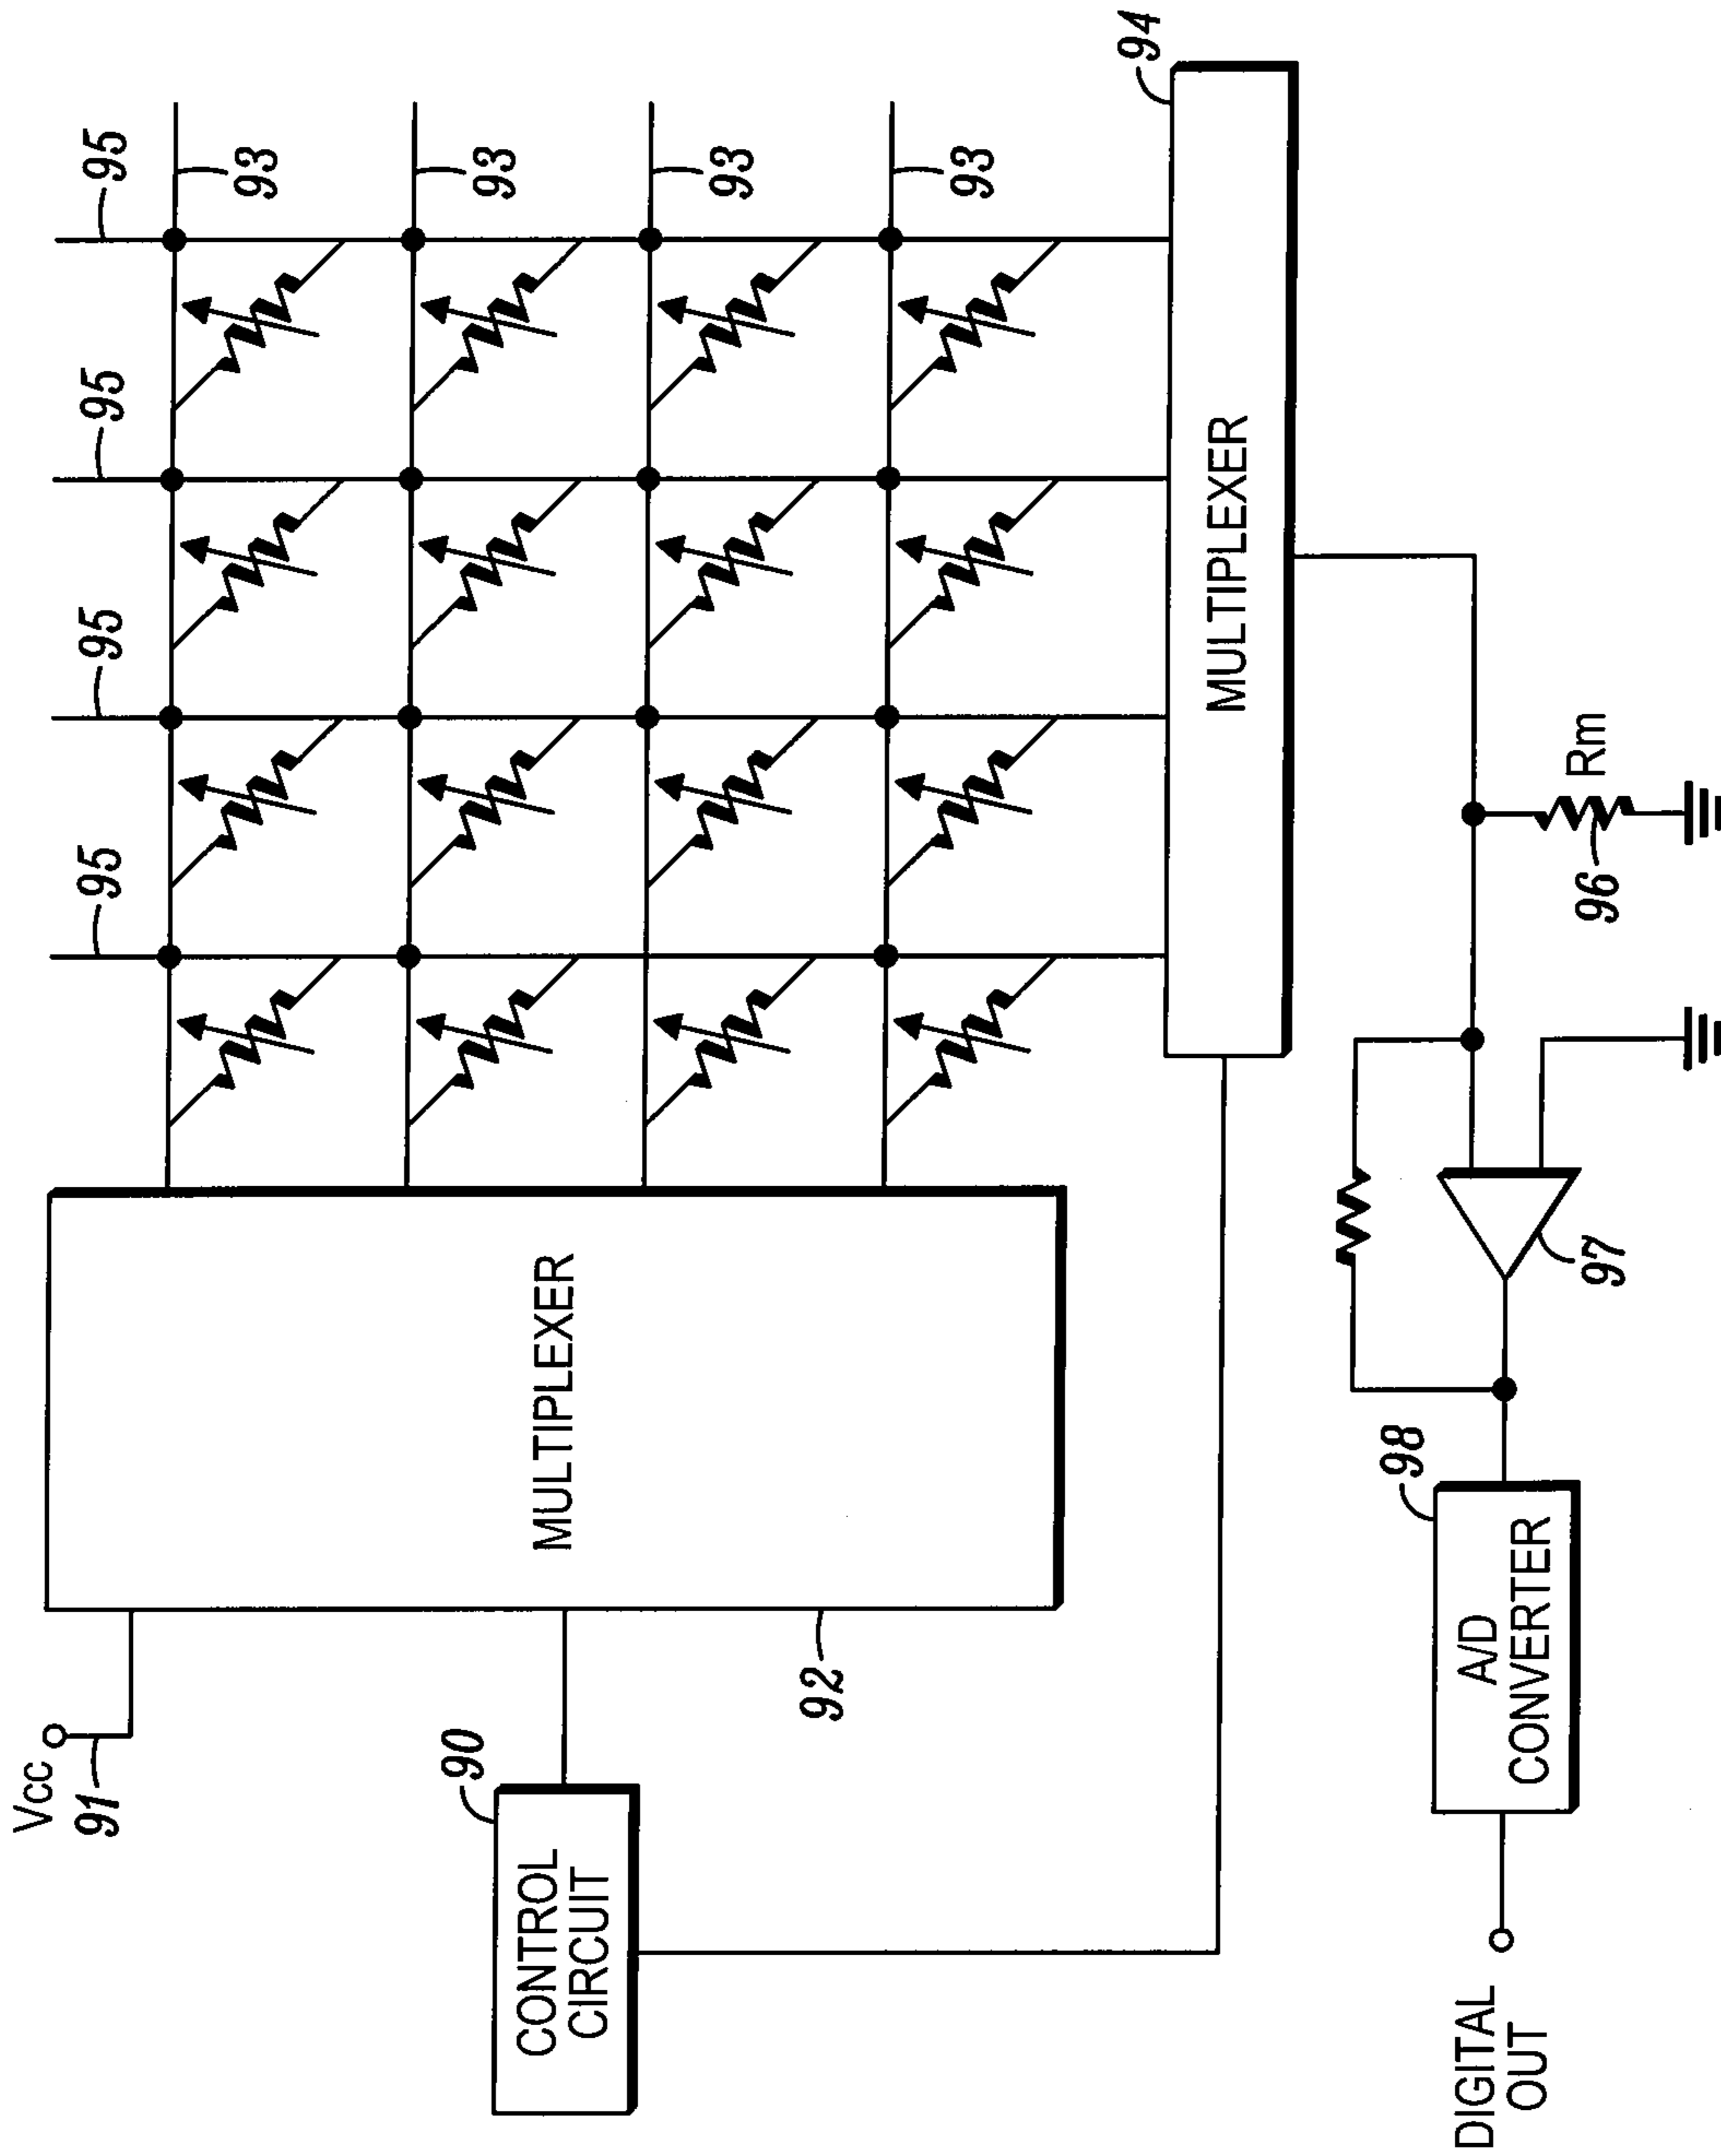 Vcc
91
CONTROL
CIRCUIT
90
MULTIPLEXER
92
95
95
95
95
93
93
93
93
MULTIPLEXER
94
Rm
96
97
A/D
CONVERTER
98
DIGITAL
OUT